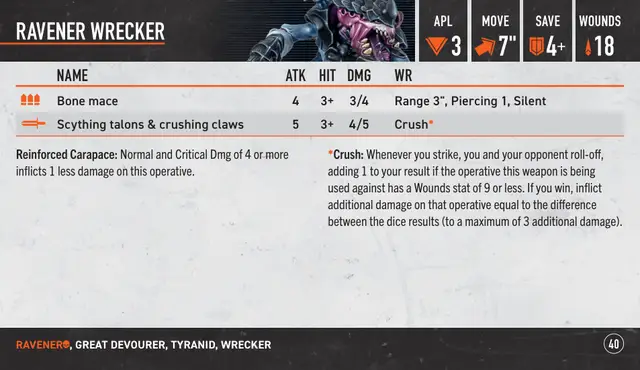 RAVENER WRECKER
APL
3
MOVE
7"
SAVE
4+
WOUNDS
18
NAME ATK HIT DMG WR
Bone mace 4 3+ 3/4 Range 3", Piercing 1, Silent
Scything talons & crushing claws 5 3+ 4/5 Crush*
Reinforced Carapace: Normal and Critical Dmg of 4 or more
inflicts 1 less damage on this operative.
*Crush: Whenever you strike, you and your opponent roll-off,
adding 1 to your result if the operative this weapon is being
used against has a Wounds stat of 9 or less. If you win, inflict
additional damage on that operative equal to the difference
between the dice results (to a maximum of 3 additional damage).
RAVENER, GREAT DEVOURER, TYRANID, WRECKER
40